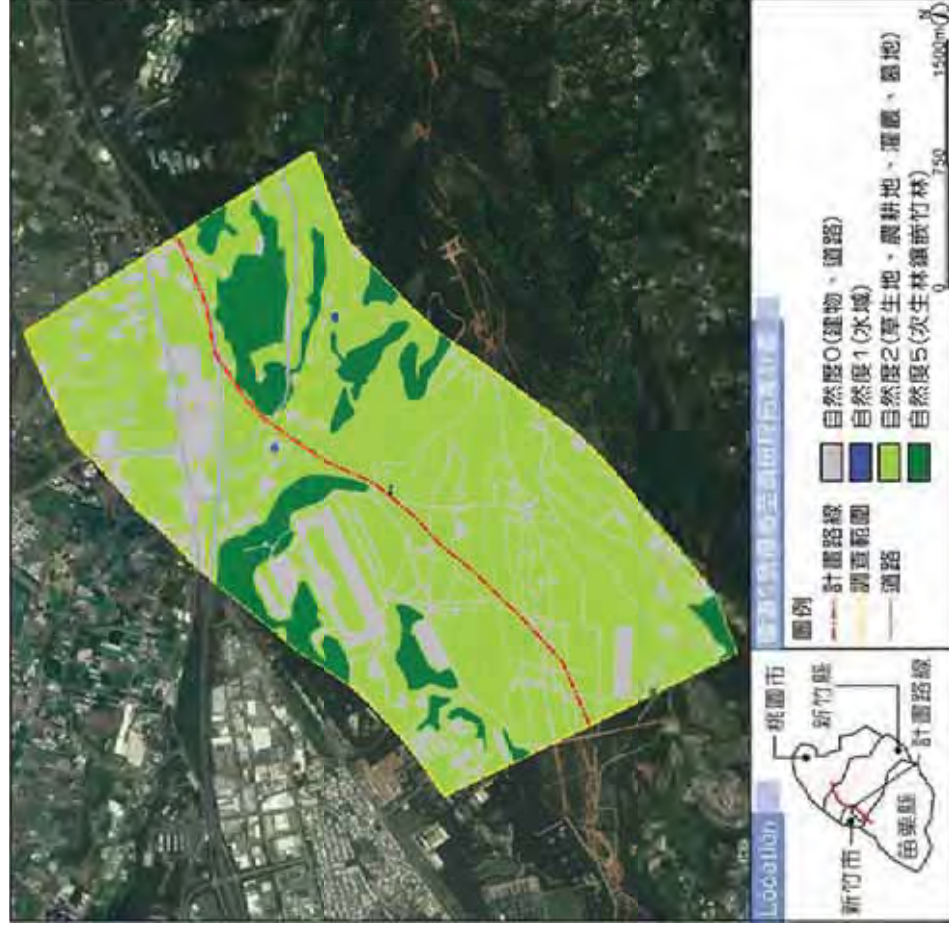 Location
桃園市
新竹縣
新竹市
苗栗縣
計畫路線
圖例
計畫路線
調查範圍
道路
自然度0(建物、道路)
自然度1(水域)
自然度2(草生地、農耕地、灌叢、墓地)
自然度5(次生林鑲嵌竹林)
0 750 1500m
N